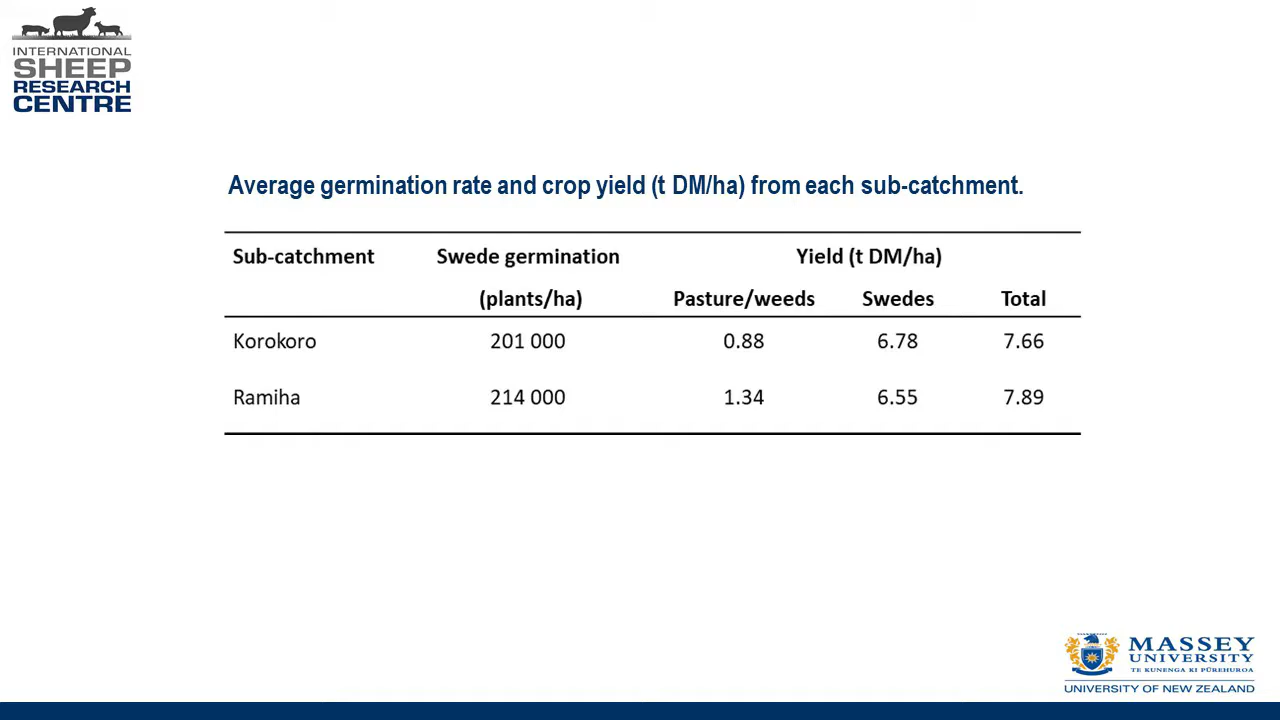 INTERNATIONAL
SHEEP
RESEARCH
CENTRE
Average germination rate and crop yield (t DM/ha) from each sub-catchment.
Sub-catchment Swede germination Yield (t DM/ha)
(plants/ha) Pasture/weeds Swedes Total
Korokoro 201 000 0.88 6.78 7.66
Ramiha 214 000 1.34 6.55 7.89
MASSEY
UNIVERSITY
TE KUNENGA KI PŪREHUROA
UNIVERSITY OF NEW ZEALAND